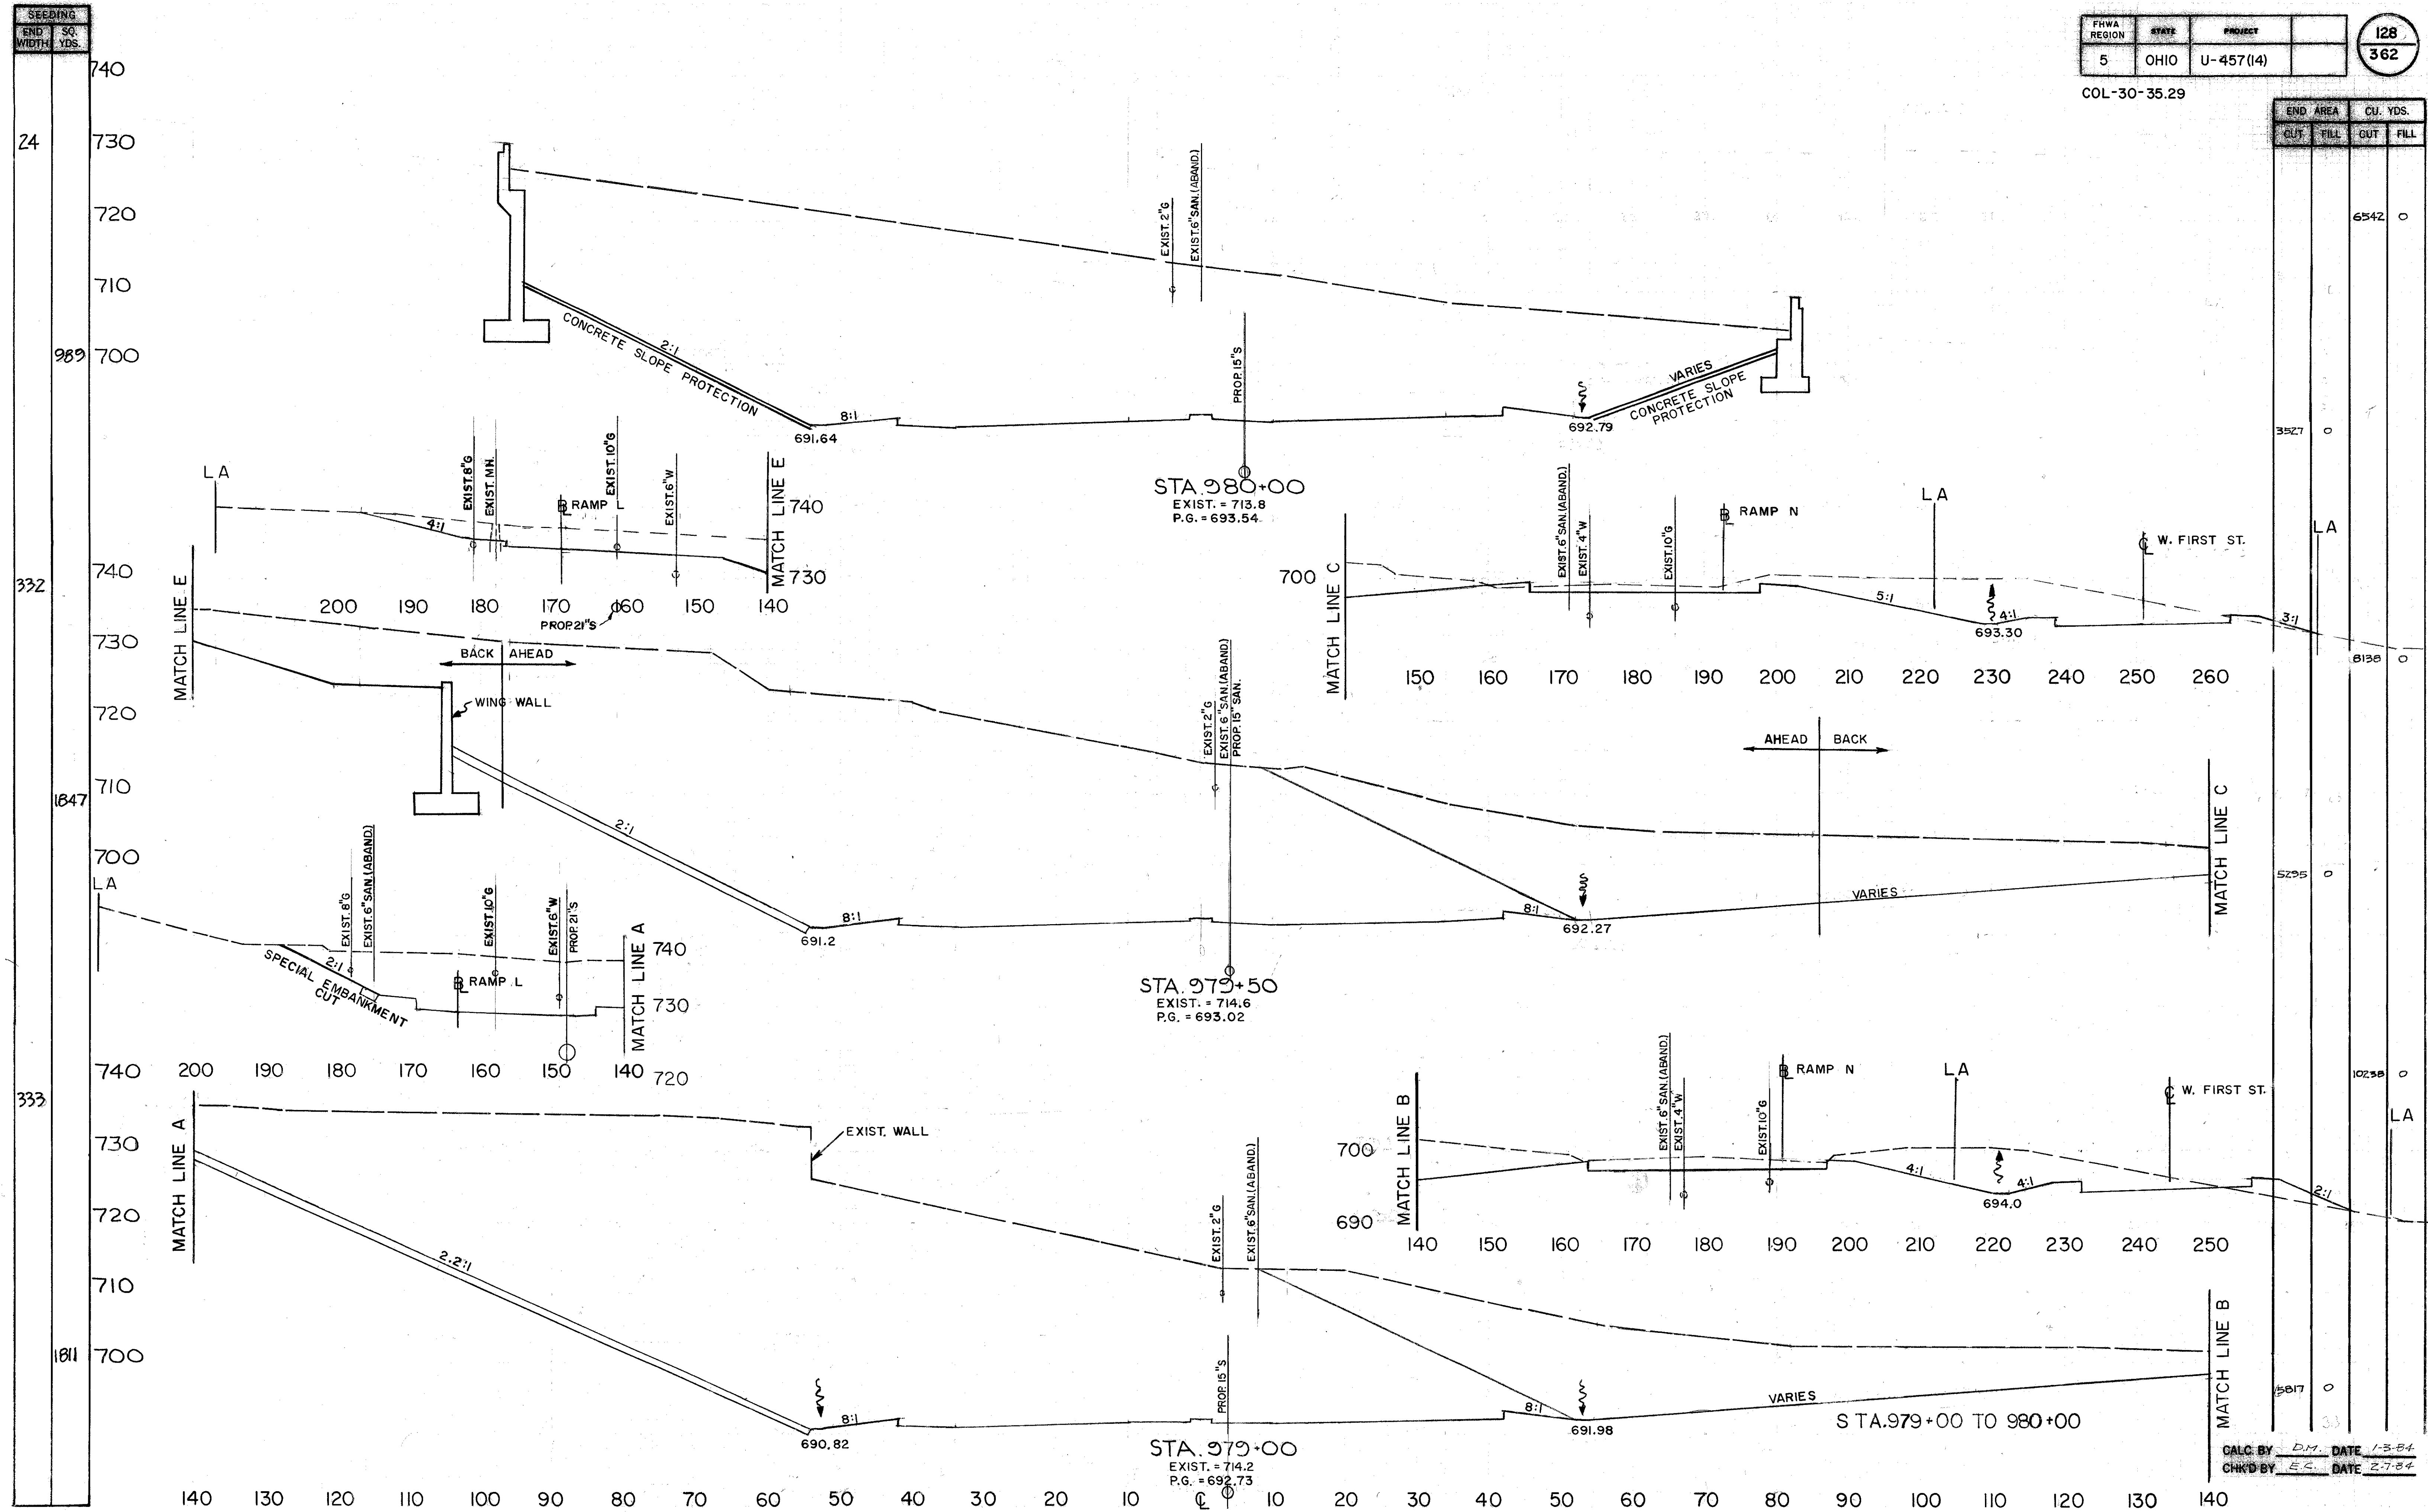 SEEDING
END WIDTH
SQ. YDS.
FHWA REGION
STATE
PROJECT
5
OHIO
U-457(14)
128
362
COL-30-35.29
END AREA
CU. YDS.
CUT
FILL
CUT
FILL
740
24
730
720
710
989
700
EXIST. 2"G
EXIST.6"SAN.(ABAND.)
6542
0
CONCRETE SLOPE PROTECTION
2:1
PROP.15"S
VARIES
CONCRETE SLOPE
PROTECTION
8:1
691.64
692.79
3527
0
STA.980+00
EXIST. = 713.8
P.G. = 693.54
LA
EXIST.8"G
EXIST. MH.
BL RAMP L
EXIST.10"G
EXIST.6"W
MATCH LINE E
740
730
4:1
200 190 180 170 160 150 140
PROP.21"S
700
MATCH LINE C
EXIST.6"SAN.(ABAND.)
EXIST. 4"W
EXIST.10"G
BL RAMP N
LA
CL W. FIRST ST.
LA
5:1
4:1
693.30
3:1
150 160 170 180 190 200 210 220 230 240 250 260
8138
0
332
740
730
720
710
700
1847
MATCH LINE E
BACK
AHEAD
WING WALL
EXIST. 2"G
EXIST. 6"SAN.(ABAND.)
PROP. 15" SAN.
AHEAD
BACK
MATCH LINE C
2:1
8:1
691.2
8:1
692.27
VARIES
5295
0
STA.979+50
EXIST. = 714.6
P.G. = 693.02
LA
EXIST. 8"G
EXIST.6"SAN.(ABAND.)
EXIST.10"G
EXIST.6"W
PROP. 21"S
MATCH LINE A
740
730
720
2:1
SPECIAL EMBANKMENT
CUT
BL RAMP L
200 190 180 170 160 150 140
MATCH LINE B
700
690
EXIST. 6"SAN.(ABAND.)
EXIST. 4"W
EXIST.10"G
BL RAMP N
LA
CL W. FIRST ST.
LA
4:1
4:1
694.0
2:1
140 150 160 170 180 190 200 210 220 230 240 250
10238
0
333
740
730
720
710
700
1811
MATCH LINE A
EXIST. WALL
EXIST. 2"G
EXIST. 6"SAN.(ABAND.)
2.2:1
PROP. 15"S
MATCH LINE B
8:1
690.82
8:1
691.98
VARIES
5817
0
STA.979+00 TO 980+00
STA. 979+00
EXIST. = 714.2
P.G. = 692.73
CALC. BY D.M. DATE 1-3-84
CHK'D BY E.C. DATE 2-7-84
140 130 120 110 100 90 80 70 60 50 40 30 20 10 CL 10 20 30 40 50 60 70 80 90 100 110 120 130 140